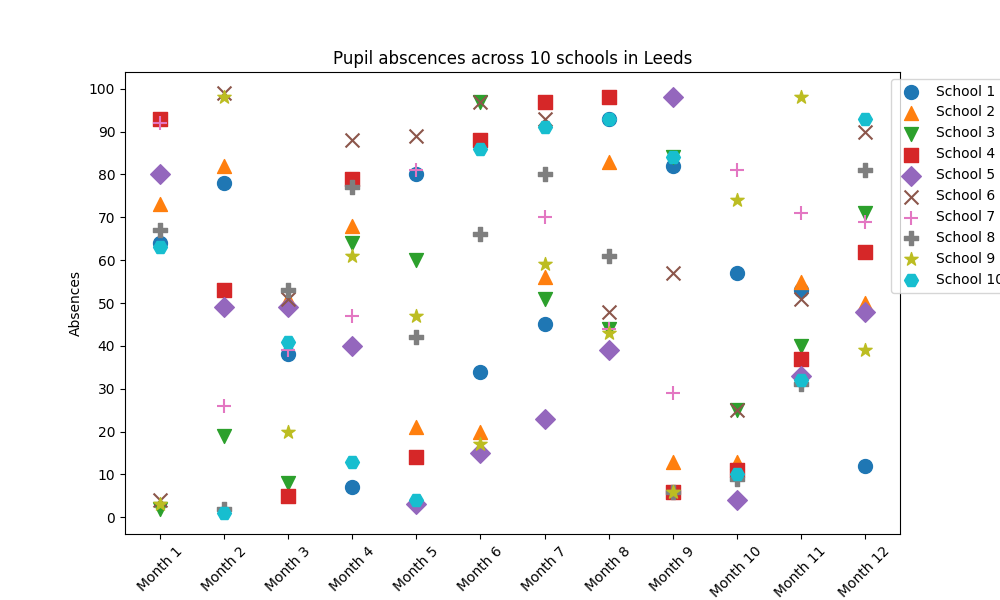 Pupil abscences across 10 schools in Leeds
100
90
80
70
60
50
40
30
20
10
0
Absences
Month 1
Month 2
Month 3
Month 4
Month 5
Month 6
Month 7
Month 8
Month 9
Month 10
Month 11
Month 12
School 1
School 2
School 3
School 4
School 5
School 6
School 7
School 8
School 9
School 10